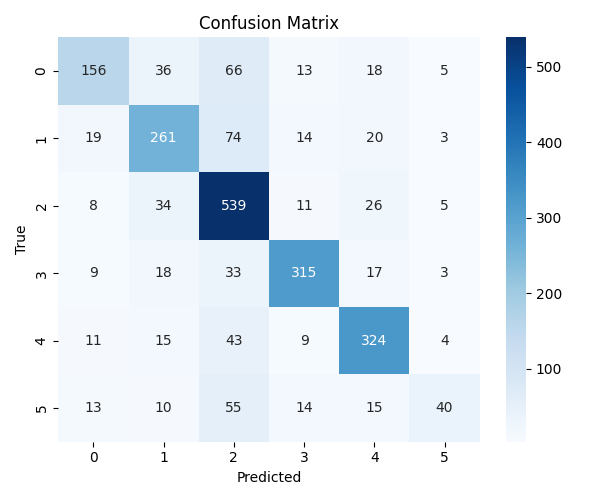 Confusion Matrix
True
0 156 36 66 13 18 5
1 19 261 74 14 20 3
2 8 34 539 11 26 5
3 9 18 33 315 17 3
4 11 15 43 9 324 4
5 13 10 55 14 15 40
0 1 2 3 4 5
Predicted
500
400
300
200
100